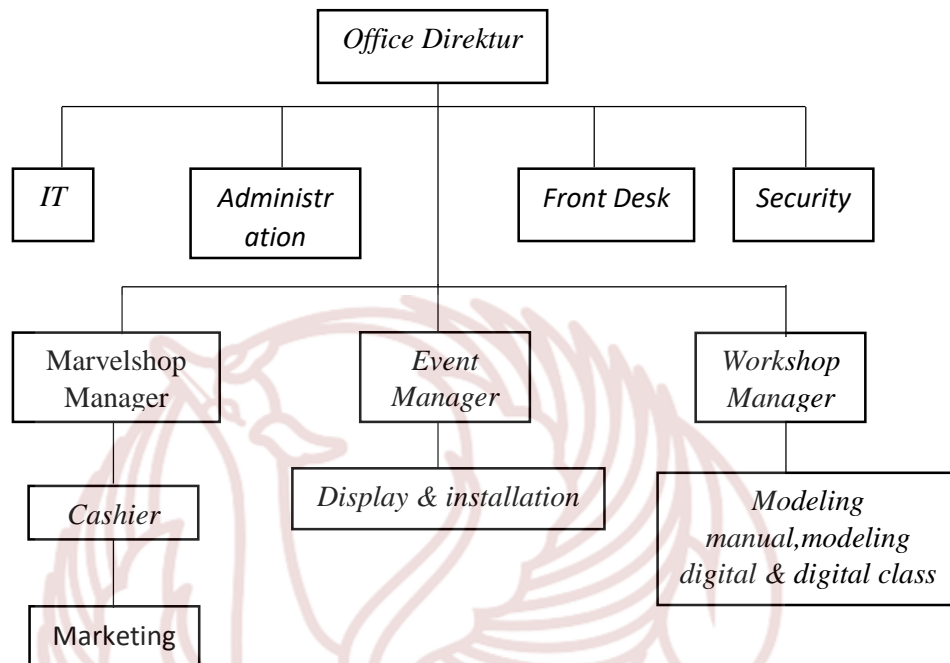 Office Direktur
IT
Administr
ation
Front Desk
Security
Marvelshop
Manager
Event
Manager
Workshop
Manager
Cashier
Display & installation
Modeling
manual,modeling
digital & digital class
Marketing